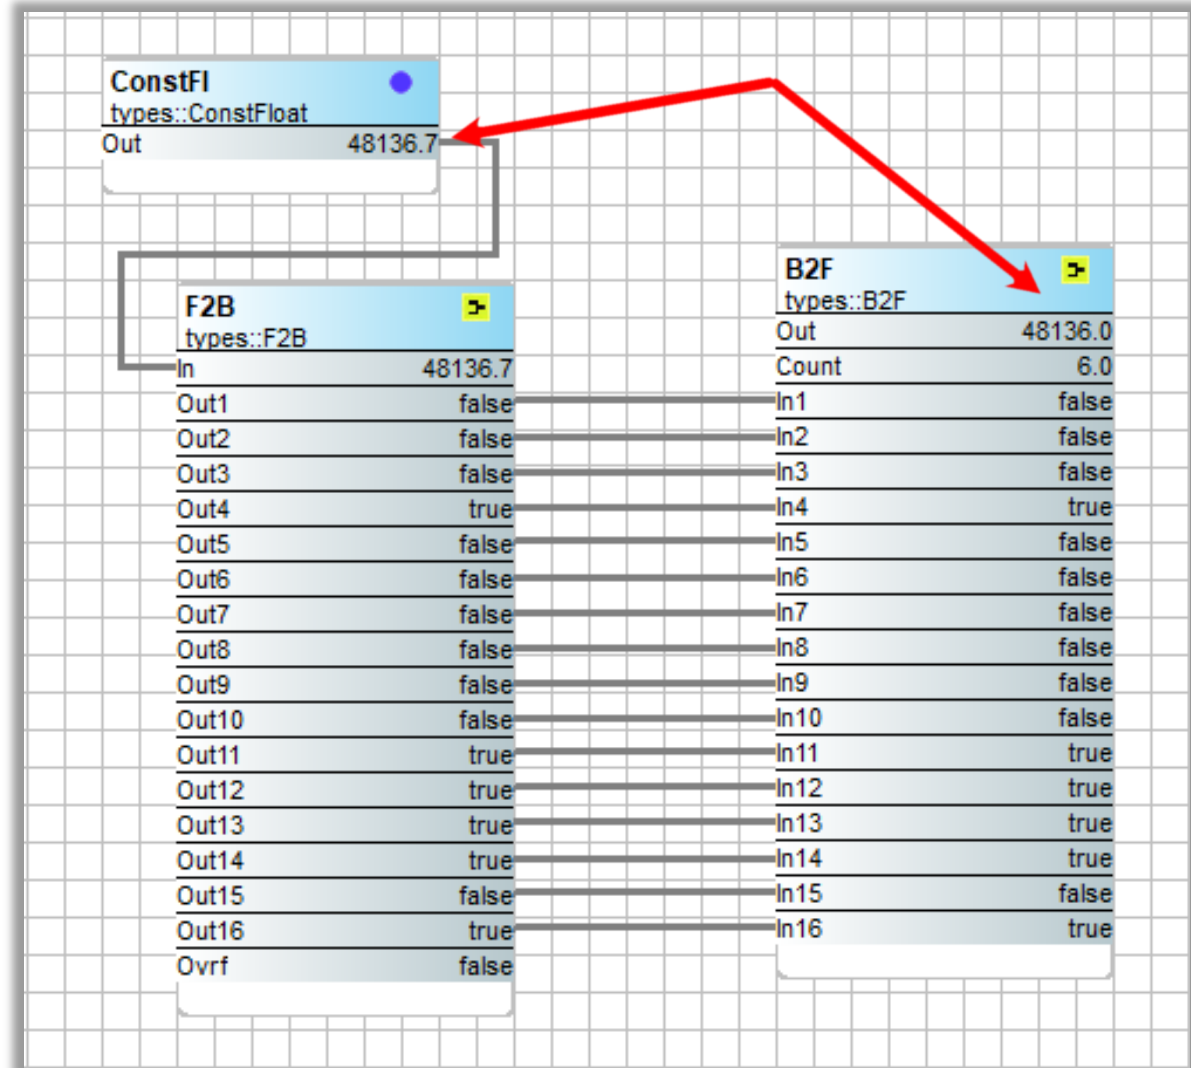 ConstFl
types::ConstFloat
Out 48136.7
F2B
types::F2B
In 48136.7
Out1 false
Out2 false
Out3 false
Out4 true
Out5 false
Out6 false
Out7 false
Out8 false
Out9 false
Out10 false
Out11 true
Out12 true
Out13 true
Out14 true
Out15 false
Out16 true
Ovrf false
B2F
types::B2F
Out 48136.0
Count 6.0
In1 false
In2 false
In3 false
In4 true
In5 false
In6 false
In7 false
In8 false
In9 false
In10 false
In11 true
In12 true
In13 true
In14 true
In15 false
In16 true